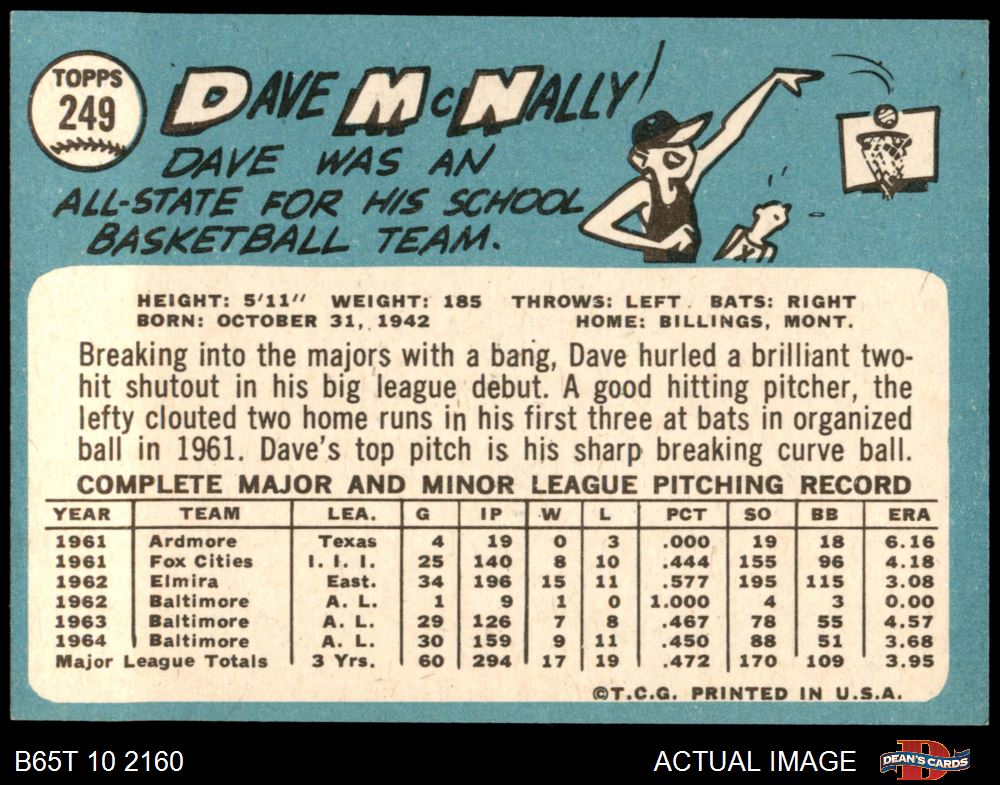 TOPPS
249
DAVE McNALLY
DAVE WAS AN
ALL-STATE FOR HIS SCHOOL
BASKETBALL TEAM.
HEIGHT: 5'11" WEIGHT: 185 THROWS: LEFT BATS: RIGHT
BORN: OCTOBER 31, 1942 HOME: BILLINGS, MONT.
Breaking into the majors with a bang, Dave hurled a brilliant two-
hit shutout in his big league debut. A good hitting pitcher, the
lefty clouted two home runs in his first three at bats in organized
ball in 1961. Dave's top pitch is his sharp breaking curve ball.
COMPLETE MAJOR AND MINOR LEAGUE PITCHING RECORD
YEAR TEAM LEA. G IP W L PCT SO BB ERA
1961 Ardmore Texas 4 19 0 3 .000 19 18 6.16
1961 Fox Cities I. I. I. 25 140 8 10 .444 155 96 4.18
1962 Elmira East. 34 196 15 11 .577 195 115 3.08
1962 Baltimore A. L. 1 9 1 0 1.000 4 3 0.00
1963 Baltimore A. L. 29 126 7 8 .467 78 55 4.57
1964 Baltimore A. L. 30 159 9 11 .450 88 51 3.68
Major League Totals 3 Yrs. 60 294 17 19 .472 170 109 3.95
©T.C.G. PRINTED IN U.S.A.
B65T 10 2160 ACTUAL IMAGE DEAN'S CARDS